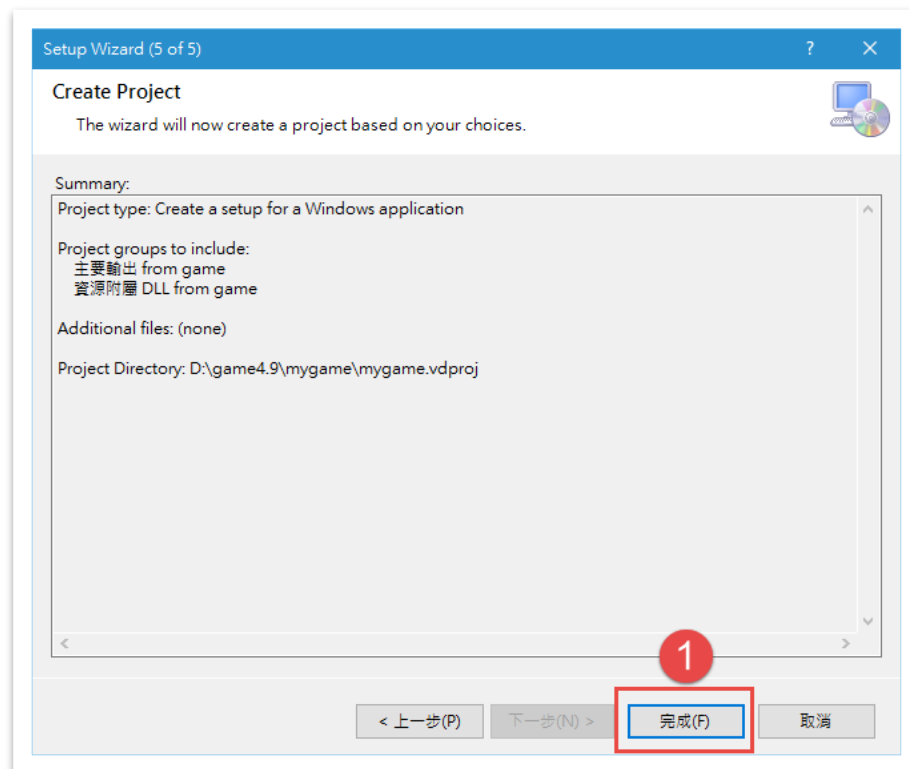 Setup Wizard (5 of 5)
Create Project
The wizard will now create a project based on your choices.
Summary:
Project type: Create a setup for a Windows application
Project groups to include:
主要輸出 from game
資源附屬 DLL from game
Additional files: (none)
Project Directory: D:\game4.9\mygame\mygame.vdproj
1
< 上一步(P) 下一步(N) > 完成(F) 取消